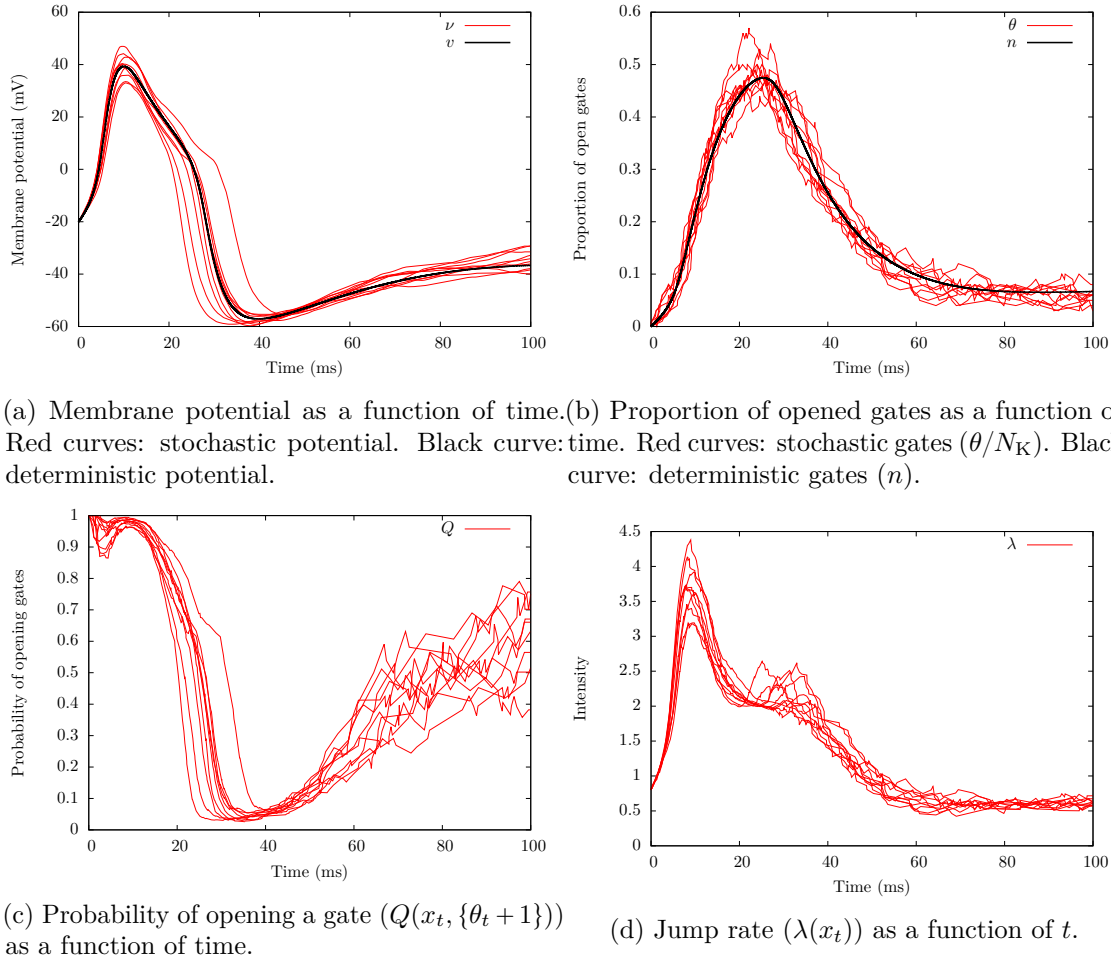 60
40
20
0
-20
-40
-60
0 20 40 60 80 100
Membrane potential (mV)
Time (ms)
ν
v
0.6
0.5
0.4
0.3
0.2
0.1
0
0 20 40 60 80 100
Proportion of open gates
Time (ms)
θ
n
(a) Membrane potential as a function of time.
Red curves: stochastic potential. Black curve:
deterministic potential.
(b) Proportion of opened gates as a function o
time. Red curves: stochastic gates (θ/N_K). Blac
curve: deterministic gates (n).
1
0.9
0.8
0.7
0.6
0.5
0.4
0.3
0.2
0.1
0
0 20 40 60 80 100
Probability of opening gates
Time (ms)
Q
4.5
4
3.5
3
2.5
2
1.5
1
0.5
0
0 20 40 60 80 100
Intensity
Time (ms)
λ
(c) Probability of opening a gate (Q(x_t, {θ_t + 1}))
as a function of time.
(d) Jump rate (λ(x_t)) as a function of t.